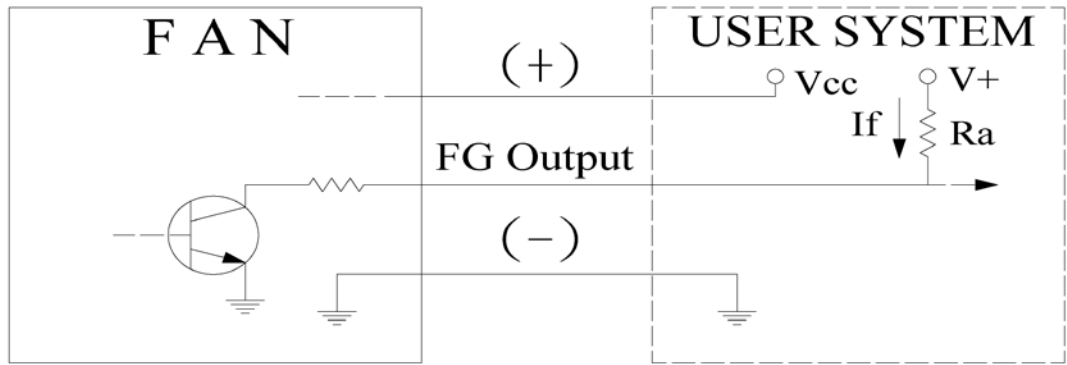 F A N
USER SYSTEM
(+)
Vcc
V+
If
Ra
FG Output
(-)